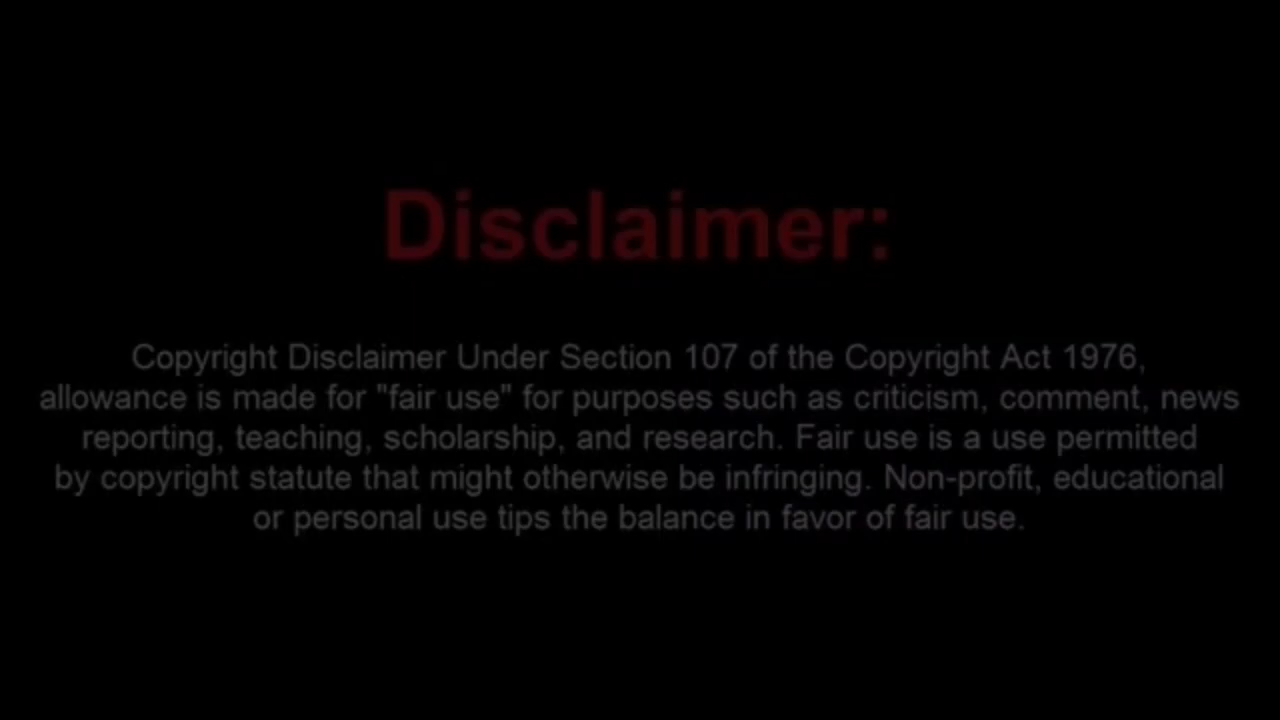 Disclaimer:
Copyright Disclaimer Under Section 107 of the Copyright Act 1976,
allowance is made for "fair use" for purposes such as criticism, comment, news
reporting, teaching, scholarship, and research. Fair use is a use permitted
by copyright statute that might otherwise be infringing. Non-profit, educational
or personal use tips the balance in favor of fair use.